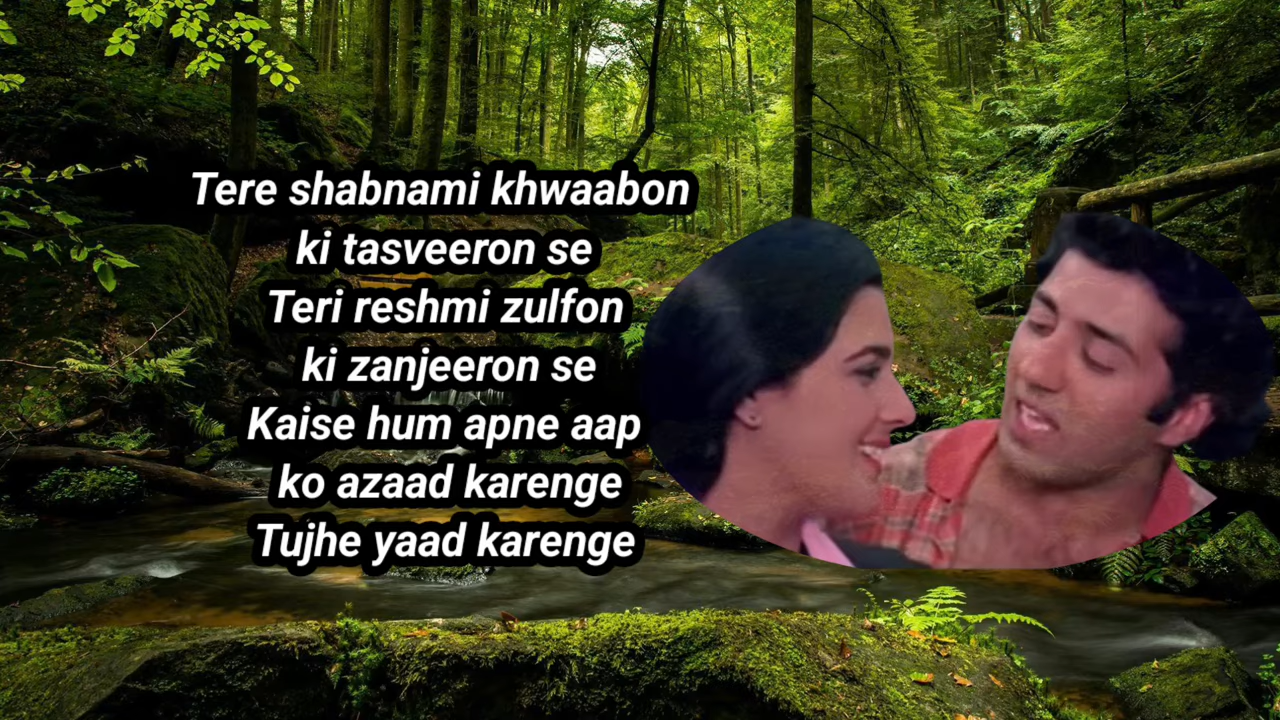 Tere shabnami khwaabon
ki tasveeron se
Teri reshmi zulfon
ki zanjeeron se
Kaise hum apne aap
ko azaad karenge
Tujhe yaad karenge